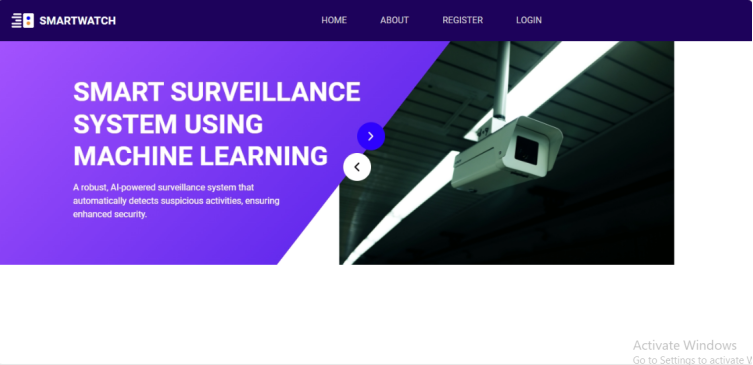 SMARTWATCH
HOME ABOUT REGISTER LOGIN
SMART SURVEILLANCE
SYSTEM USING
MACHINE LEARNING
A robust, AI-powered surveillance system that
automatically detects suspicious activities, ensuring
enhanced security.
Activate Windows
Go to Settings to activate W